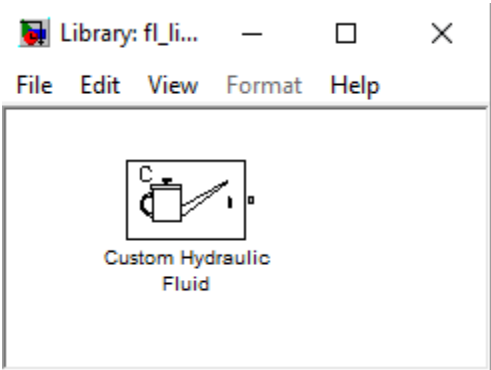 Library: fl_li...
File Edit View Format Help
C
Custom Hydraulic
Fluid